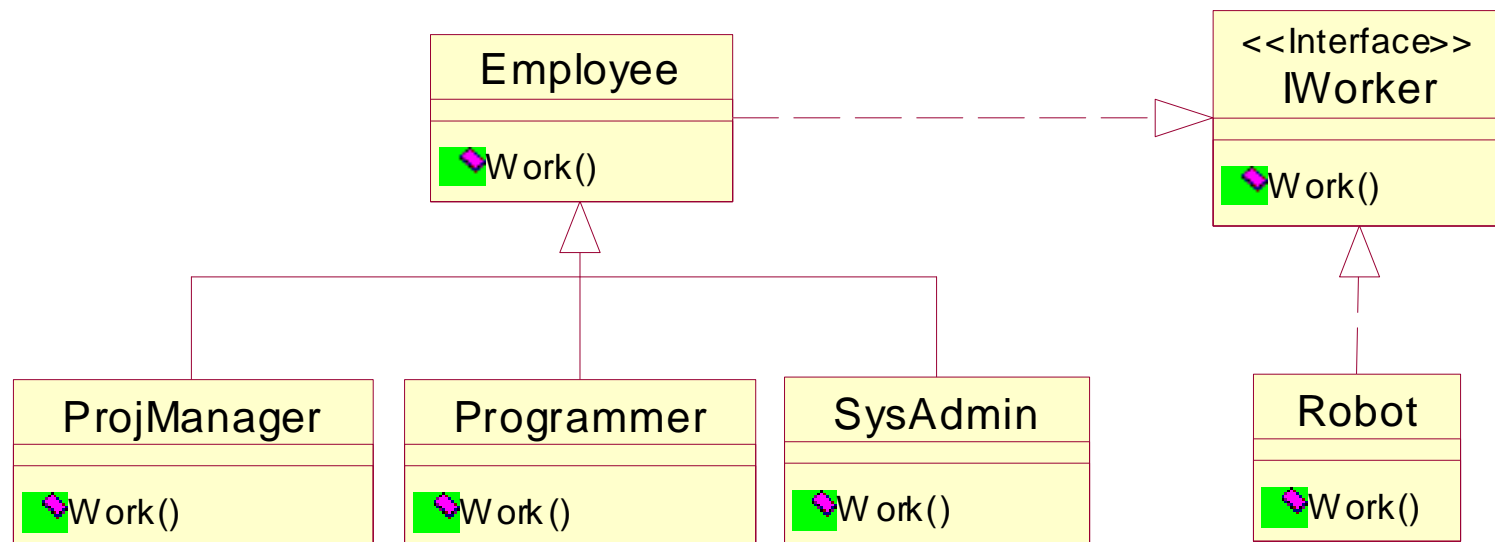 Employee
Work()
<<Interface>>
IWorker
Work()
ProjManager
Work()
Programmer
Work()
SysAdmin
Work()
Robot
Work()